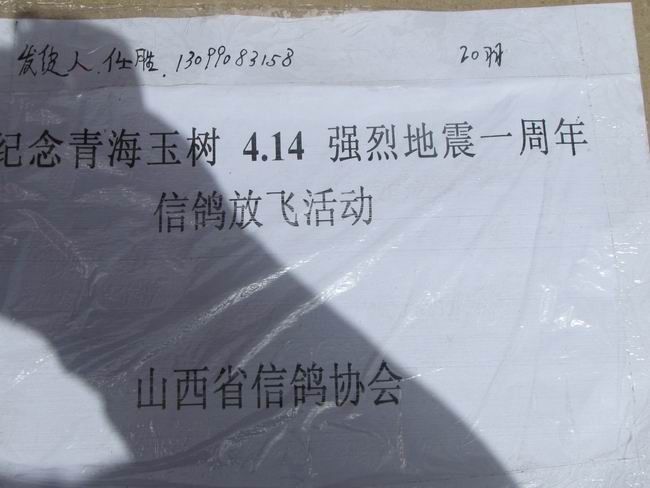 发货人.任胜.13099083158 20羽
纪念青海玉树 4.14 强烈地震一周年
信鸽放飞活动
山西省信鸽协会